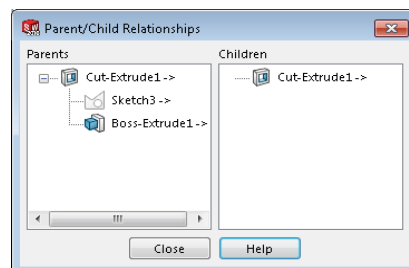 Parent/Child Relationships
Parents
Children
Cut-Extrude1->
Sketch3->
Boss-Extrude1->
Cut-Extrude1->
Close
Help